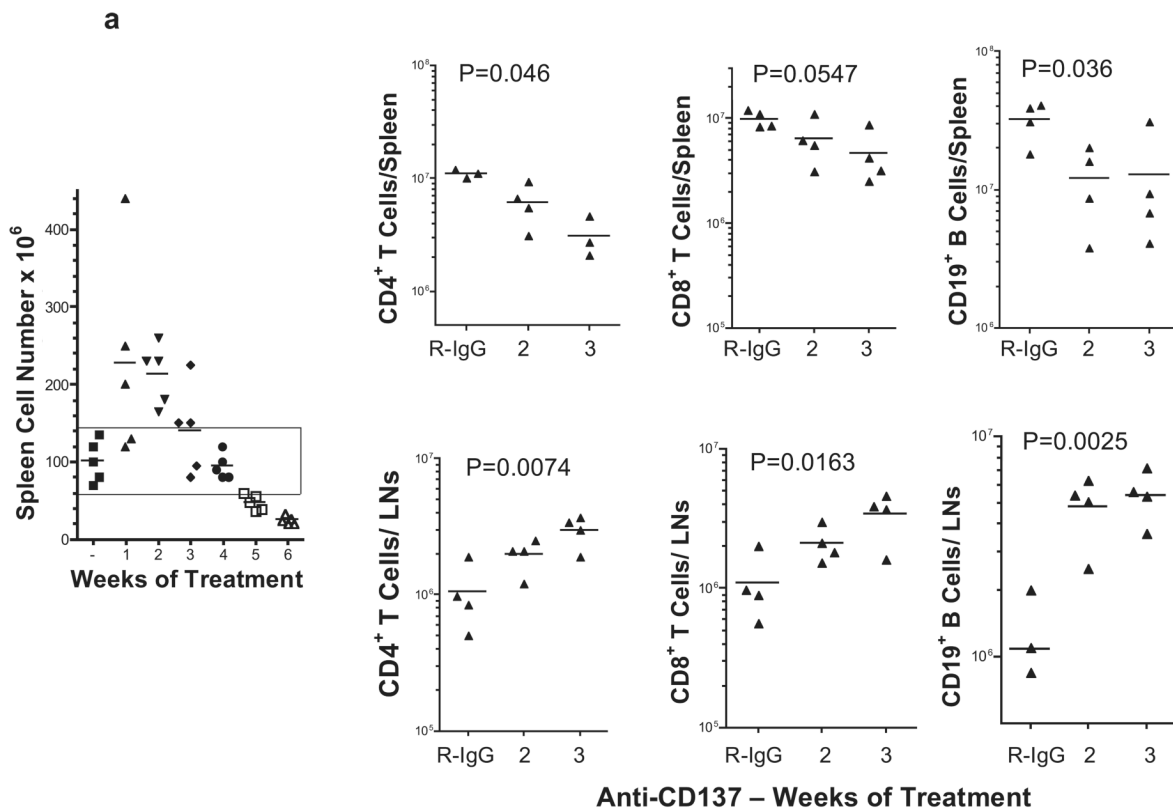 a
Spleen Cell Number x 10⁶
400
300
200
100
0
- 1 2 3 4 5 6
Weeks of Treatment
CD4⁺ T Cells/Spleen
P=0.046
10⁸
10⁷
10⁶
R-IgG 2 3
CD8⁺ T Cells/Spleen
P=0.0547
10⁷
10⁶
10⁵
R-IgG 2 3
CD19⁺ B Cells/Spleen
P=0.036
10⁸
10⁷
10⁶
R-IgG 2 3
CD4⁺ T Cells/ LNs
P=0.0074
10⁷
10⁶
10⁵
R-IgG 2 3
CD8⁺ T Cells/ LNs
P=0.0163
10⁷
10⁶
10⁵
R-IgG 2 3
CD19⁺ B Cells/ LNs
P=0.0025
10⁷
10⁶
R-IgG 2 3
Anti-CD137 – Weeks of Treatment